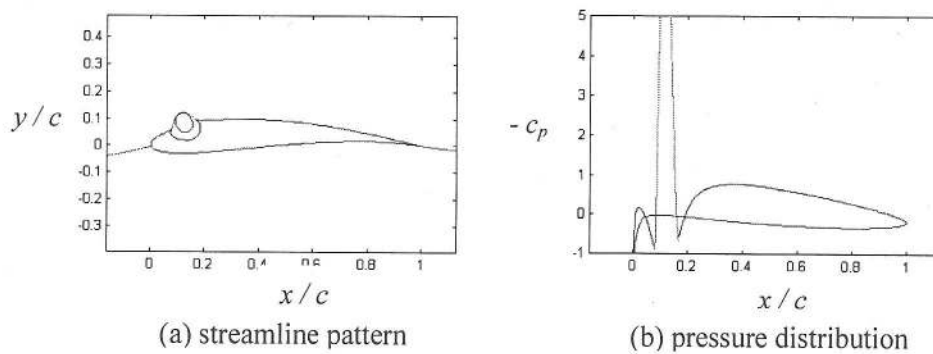 0.4
0.3
0.2
0.1
0
-0.1
-0.2
-0.3
y / c
0 0.2 0.4 0.6 0.8 1
x / c
(a) streamline pattern
5
4
3
2
1
0
-1
- cp
0 0.2 0.4 0.6 0.8 1
x / c
(b) pressure distribution